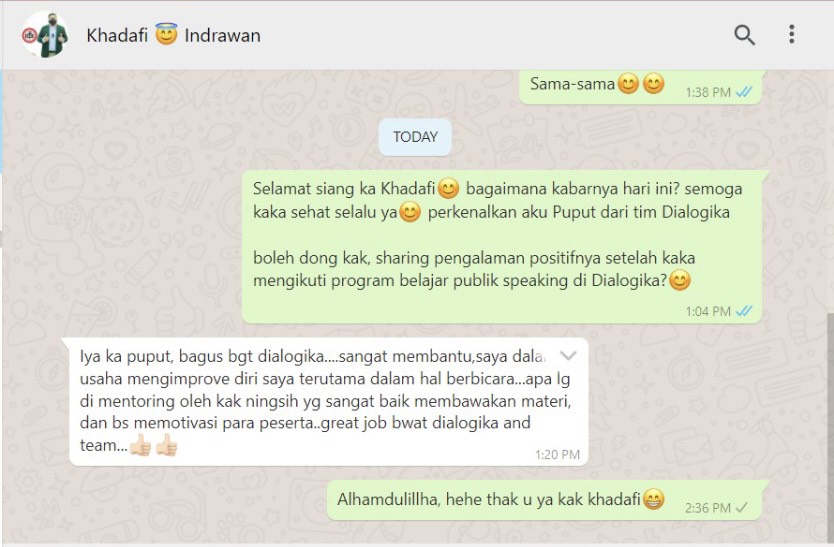 Khadafi 😇 Indrawan
Sama-sama😊😊
1:38 PM
TODAY
Selamat siang ka Khadafi😊 bagaimana kabarnya hari ini? semoga
kaka sehat selalu ya😊 perkenalkan aku Puput dari tim Dialogika
boleh dong kak, sharing pengalaman positifnya setelah kaka
mengikuti program belajar publik speaking di Dialogika?😊
1:04 PM
Iya ka puput, bagus bgt dialogika....sangat membantu,saya dala
usaha mengimprove diri saya terutama dalam hal berbicara...apa lg
di mentoring oleh kak ningsih yg sangat baik membawakan materi,
dan bs memotivasi para peserta..great job bwat dialogika and
team...👍🏻👍🏻
1:20 PM
Alhamdulillha, hehe thak u ya kak khadafi😁
2:36 PM